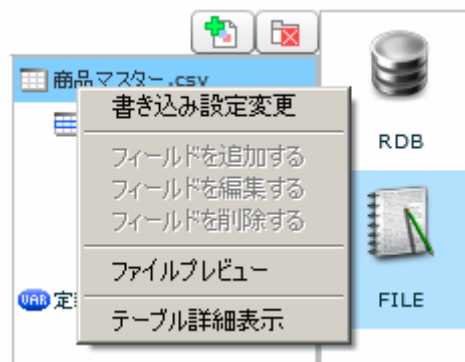 商品マスター.csv
書き込み設定変更
フィールドを追加する
フィールドを編集する
フィールドを削除する
ファイルプレビュー
テーブル詳細表示
RDB
FILE
VAR 定